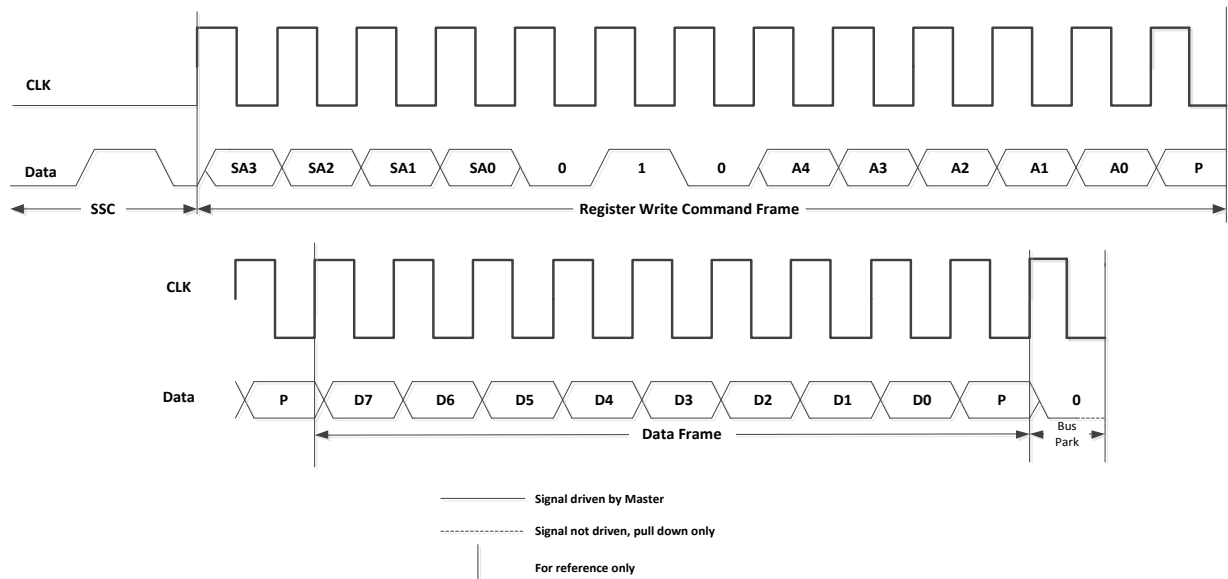 CLK
Data SA3 SA2 SA1 SA0 0 1 0 A4 A3 A2 A1 A0 P
SSC Register Write Command Frame
CLK
Data P D7 D6 D5 D4 D3 D2 D1 D0 P 0
Data Frame Bus
Park
Signal driven by Master
Signal not driven, pull down only
For reference only